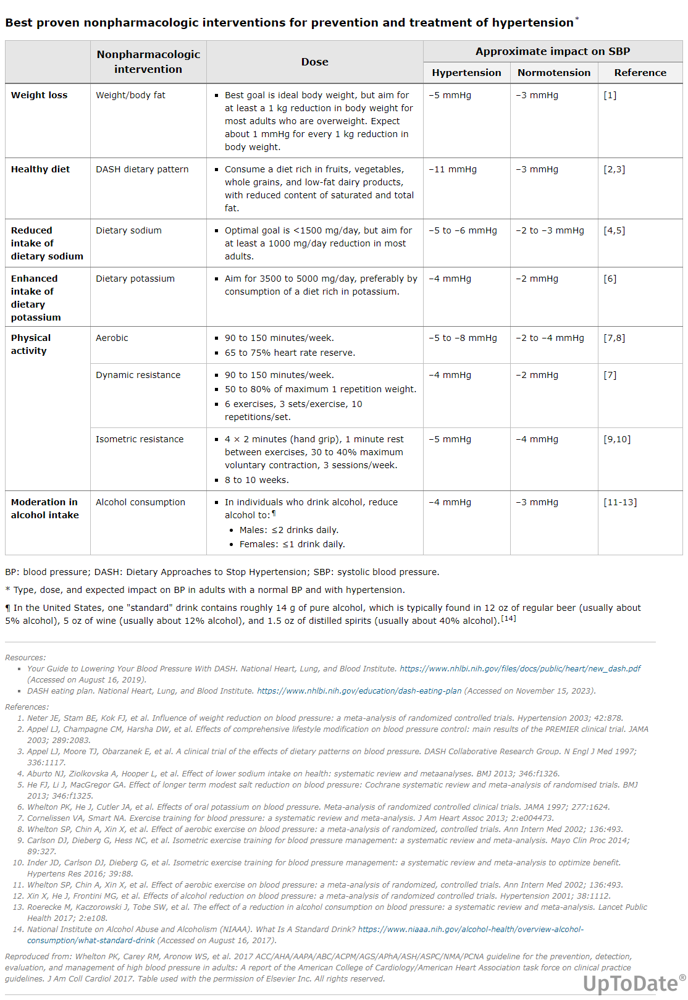 Best proven nonpharmacologic interventions for prevention and treatment of hypertension*
Nonpharmacologic
intervention
Dose
Approximate impact on SBP
Hypertension
Normotension
Reference
Weight loss
Weight/body fat
▪ Best goal is ideal body weight, but aim for
at least a 1 kg reduction in body weight for
most adults who are overweight. Expect
about 1 mmHg for every 1 kg reduction in
body weight.
–5 mmHg
–3 mmHg
[1]
Healthy diet
DASH dietary pattern
▪ Consume a diet rich in fruits, vegetables,
whole grains, and low-fat dairy products,
with reduced content of saturated and total
fat.
–11 mmHg
–3 mmHg
[2,3]
Reduced
intake of
dietary sodium
Dietary sodium
▪ Optimal goal is <1500 mg/day, but aim for
at least a 1000 mg/day reduction in most
adults.
–5 to –6 mmHg
–2 to –3 mmHg
[4,5]
Enhanced
intake of
dietary
potassium
Dietary potassium
▪ Aim for 3500 to 5000 mg/day, preferably by
consumption of a diet rich in potassium.
–4 mmHg
–2 mmHg
[6]
Physical
activity
Aerobic
▪ 90 to 150 minutes/week.
▪ 65 to 75% heart rate reserve.
–5 to –8 mmHg
–2 to –4 mmHg
[7,8]
Dynamic resistance
▪ 90 to 150 minutes/week.
▪ 50 to 80% of maximum 1 repetition weight.
▪ 6 exercises, 3 sets/exercise, 10
repetitions/set.
–4 mmHg
–2 mmHg
[7]
Isometric resistance
▪ 4 × 2 minutes (hand grip), 1 minute rest
between exercises, 30 to 40% maximum
voluntary contraction, 3 sessions/week.
▪ 8 to 10 weeks.
–5 mmHg
–4 mmHg
[9,10]
Moderation in
alcohol intake
Alcohol consumption
▪ In individuals who drink alcohol, reduce
alcohol to:¶
• Males: ≤2 drinks daily.
• Females: ≤1 drink daily.
–4 mmHg
–3 mmHg
[11-13]
BP: blood pressure; DASH: Dietary Approaches to Stop Hypertension; SBP: systolic blood pressure.
* Type, dose, and expected impact on BP in adults with a normal BP and with hypertension.
¶ In the United States, one "standard" drink contains roughly 14 g of pure alcohol, which is typically found in 12 oz of regular beer (usually about
5% alcohol), 5 oz of wine (usually about 12% alcohol), and 1.5 oz of distilled spirits (usually about 40% alcohol).[14]
Resources:
▪ Your Guide to Lowering Your Blood Pressure With DASH. National Heart, Lung, and Blood Institute. https://www.nhlbi.nih.gov/files/docs/public/heart/new_dash.pdf
(Accessed on August 16, 2019).
▪ DASH eating plan. National Heart, Lung, and Blood Institute. https://www.nhlbi.nih.gov/education/dash-eating-plan (Accessed on November 15, 2023).
References:
1. Neter JE, Stam BE, Kok FJ, et al. Influence of weight reduction on blood pressure: a meta-analysis of randomized controlled trials. Hypertension 2003; 42:878.
2. Appel LJ, Champagne CM, Harsha DW, et al. Effects of comprehensive lifestyle modification on blood pressure control: main results of the PREMIER clinical trial. JAMA
2003; 289:2083.
3. Appel LJ, Moore TJ, Obarzanek E, et al. A clinical trial of the effects of dietary patterns on blood pressure. DASH Collaborative Research Group. N Engl J Med 1997;
336:1117.
4. Aburto NJ, Ziolkovska A, Hooper L, et al. Effect of lower sodium intake on health: systematic review and metaanalyses. BMJ 2013; 346:f1326.
5. He FJ, Li J, MacGregor GA. Effect of longer term modest salt reduction on blood pressure: Cochrane systematic review and meta-analysis of randomised trials. BMJ
2013; 346:f1325.
6. Whelton PK, He J, Cutler JA, et al. Effects of oral potassium on blood pressure. Meta-analysis of randomized controlled clinical trials. JAMA 1997; 277:1624.
7. Cornelissen VA, Smart NA. Exercise training for blood pressure: a systematic review and meta-analysis. J Am Heart Assoc 2013; 2:e004473.
8. Whelton SP, Chin A, Xin X, et al. Effect of aerobic exercise on blood pressure: a meta-analysis of randomized, controlled trials. Ann Intern Med 2002; 136:493.
9. Carlson DJ, Dieberg G, Hess NC, et al. Isometric exercise training for blood pressure management: a systematic review and meta-analysis. Mayo Clin Proc 2014;
89:327.
10. Inder JD, Carlson DJ, Dieberg G, et al. Isometric exercise training for blood pressure management: a systematic review and meta-analysis to optimize benefit.
Hypertens Res 2016; 39:88.
11. Whelton SP, Chin A, Xin X, et al. Effect of aerobic exercise on blood pressure: a meta-analysis of randomized, controlled trials. Ann Intern Med 2002; 136:493.
12. Xin X, He J, Frontini MG, et al. Effects of alcohol reduction on blood pressure: a meta-analysis of randomized controlled trials. Hypertension 2001; 38:1112.
13. Roerecke M, Kaczorowski J, Tobe SW, et al. The effect of a reduction in alcohol consumption on blood pressure: a systematic review and meta-analysis. Lancet Public
Health 2017; 2:e108.
14. National Institute on Alcohol Abuse and Alcoholism (NIAAA). What Is A Standard Drink? https://www.niaaa.nih.gov/alcohol-health/overview-alcohol-
consumption/what-standard-drink (Accessed on August 16, 2017).
Reproduced from: Whelton PK, Carey RM, Aronow WS, et al. 2017 ACC/AHA/AAPA/ABC/ACPM/AGS/APhA/ASH/ASPC/NMA/PCNA guideline for the prevention, detection,
evaluation, and management of high blood pressure in adults: A report of the American College of Cardiology/American Heart Association task force on clinical practice
guidelines. J Am Coll Cardiol 2017. Table used with the permission of Elsevier Inc. All rights reserved.
UpToDate®